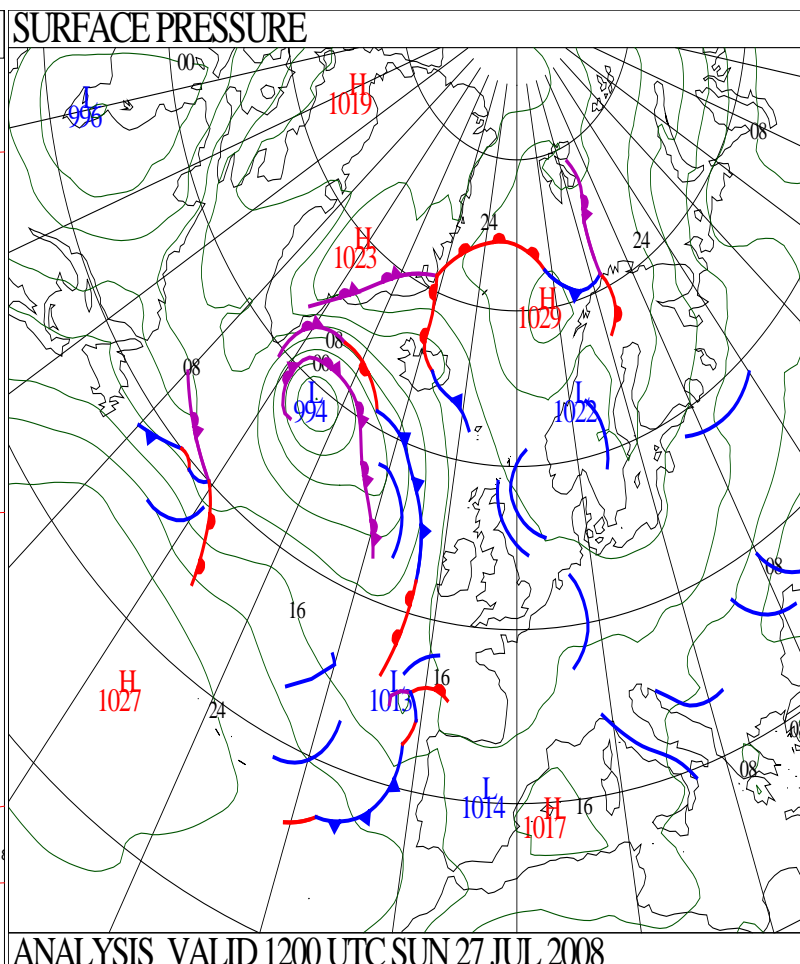 SURFACE PRESSURE
00
L
996
H
1019
08
24
24
H
1023
H
1029
08
00
08
L
994
L
1022
08
16
H
1027
24
L
1013
16
L
1014
H
1017
16
08
ANALYSIS VALID 1200 UTC SUN 27 JUL 2008